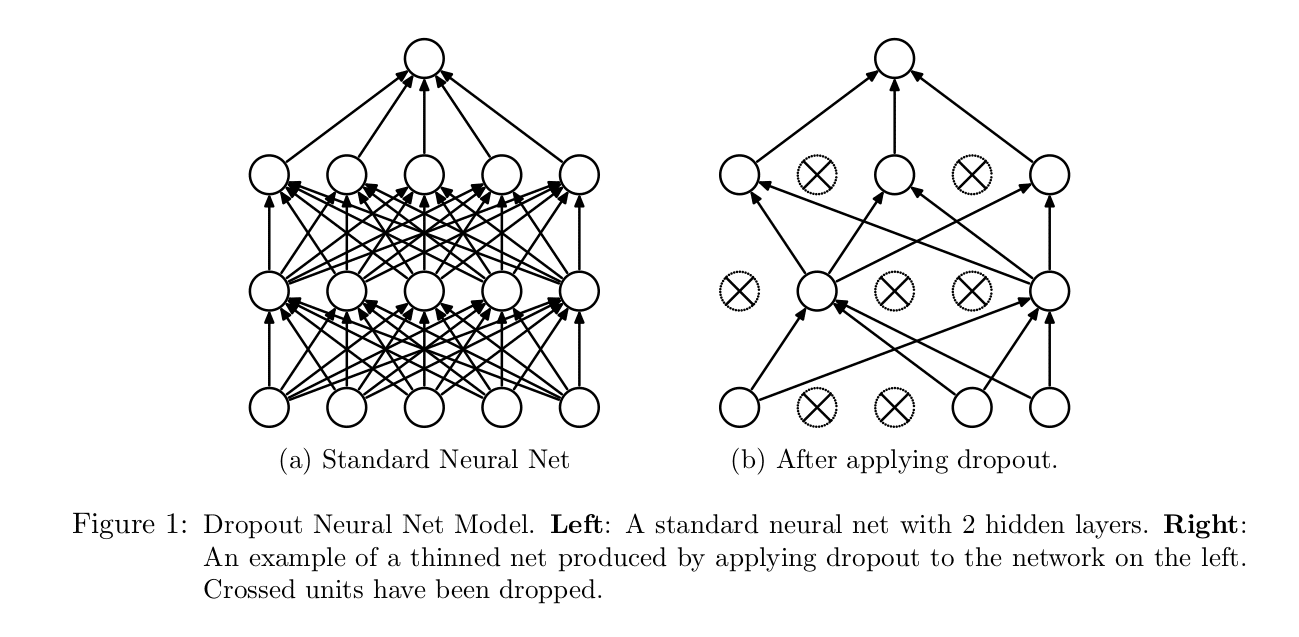 (a) Standard Neural Net
(b) After applying dropout.
Figure 1: Dropout Neural Net Model. Left: A standard neural net with 2 hidden layers. Right:
An example of a thinned net produced by applying dropout to the network on the left.
Crossed units have been dropped.